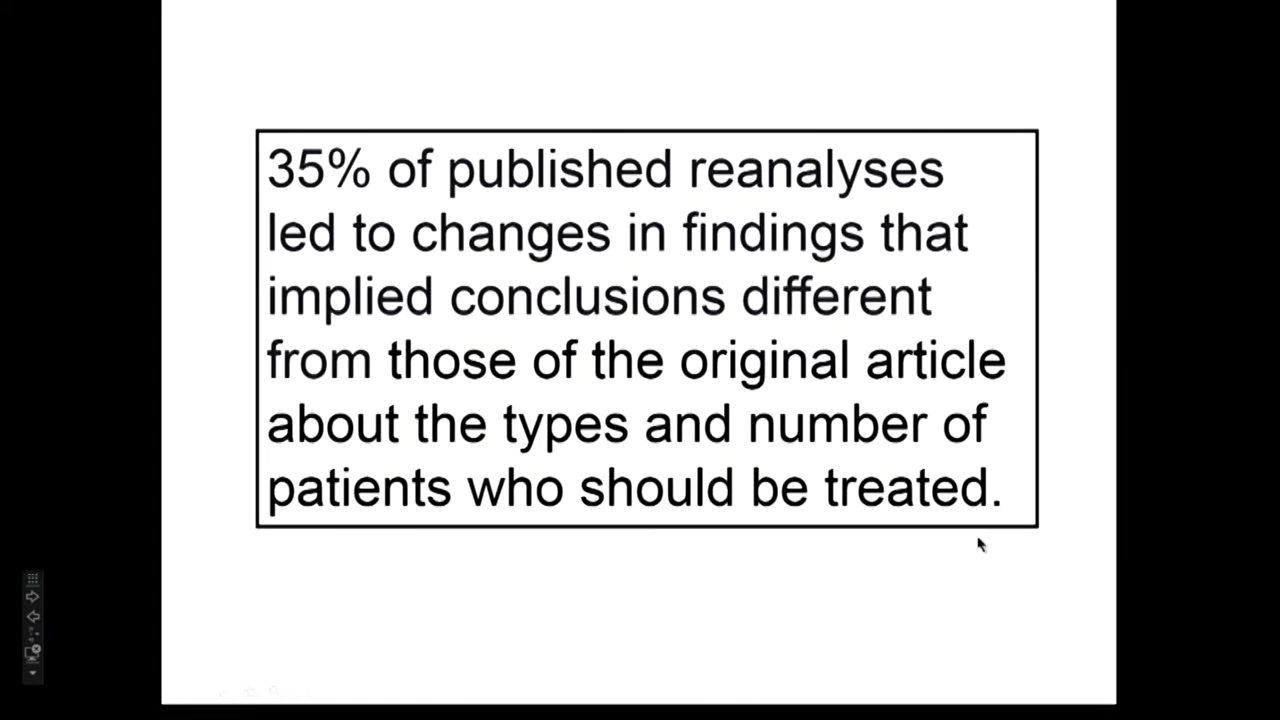 35% of published reanalyses
led to changes in findings that
implied conclusions different
from those of the original article
about the types and number of
patients who should be treated.